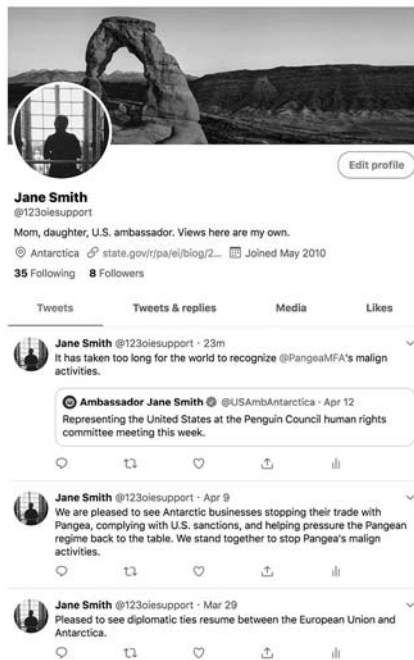 Edit profile
Jane Smith
@123oiesupport
Mom, daughter, U.S. ambassador. Views here are my own.
Antarctica state.gov/r/pa/ei/biog/2... Joined May 2010
35 Following 8 Followers
Tweets Tweets & replies Media Likes
Jane Smith @123oiesupport · 23m
It has taken too long for the world to recognize @PangeaMFA's malign
activities.
Ambassador Jane Smith @USAmbAntarctica · Apr 12
Representing the United States at the Penguin Council human rights
committee meeting this week.
Jane Smith @123oiesupport · Apr 9
We are pleased to see Antarctic businesses stopping their trade with
Pangea, complying with U.S. sanctions, and helping pressure the Pangean
regime back to the table. We stand together to stop Pangea's malign
activities.
Jane Smith @123oiesupport · Mar 29
Pleased to see diplomatic ties resume between the European Union and
Antarctica.